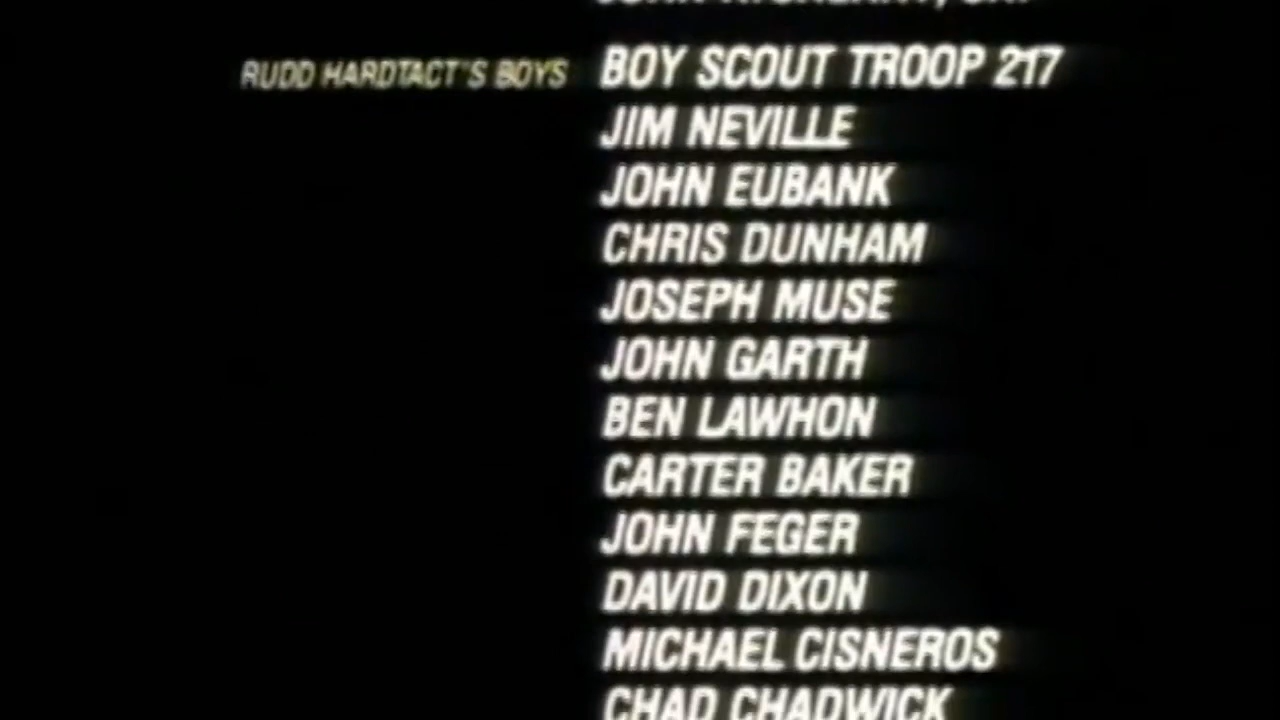 RUDD HARDTACT'S BOYS BOY SCOUT TROOP 217
JIM NEVILLE
JOHN EUBANK
CHRIS DUNHAM
JOSEPH MUSE
JOHN GARTH
BEN LAWHON
CARTER BAKER
JOHN FEGER
DAVID DIXON
MICHAEL CISNEROS
CHAD CHADWICK